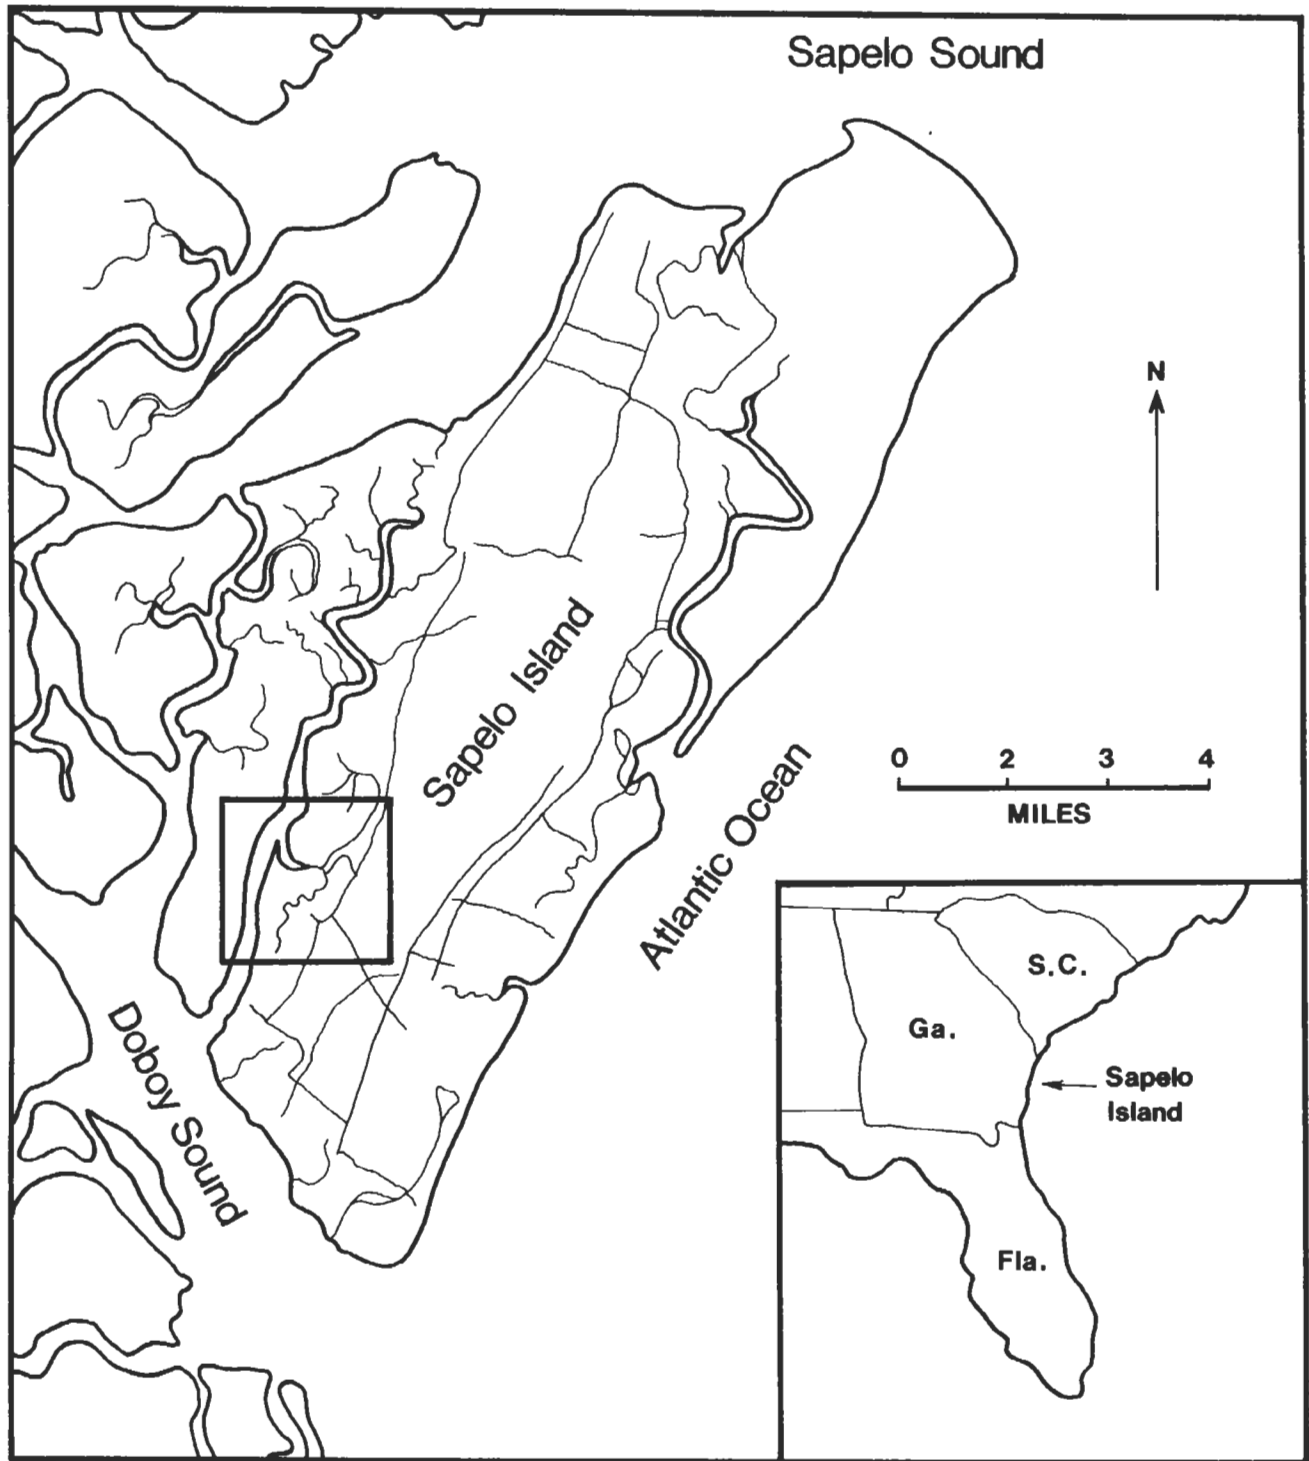 Sapelo Sound
N
Sapelo Island
0 2 3 4
MILES
Atlantic Ocean
S.C.
Ga.
Sapelo
Island
Doboy Sound
Fla.